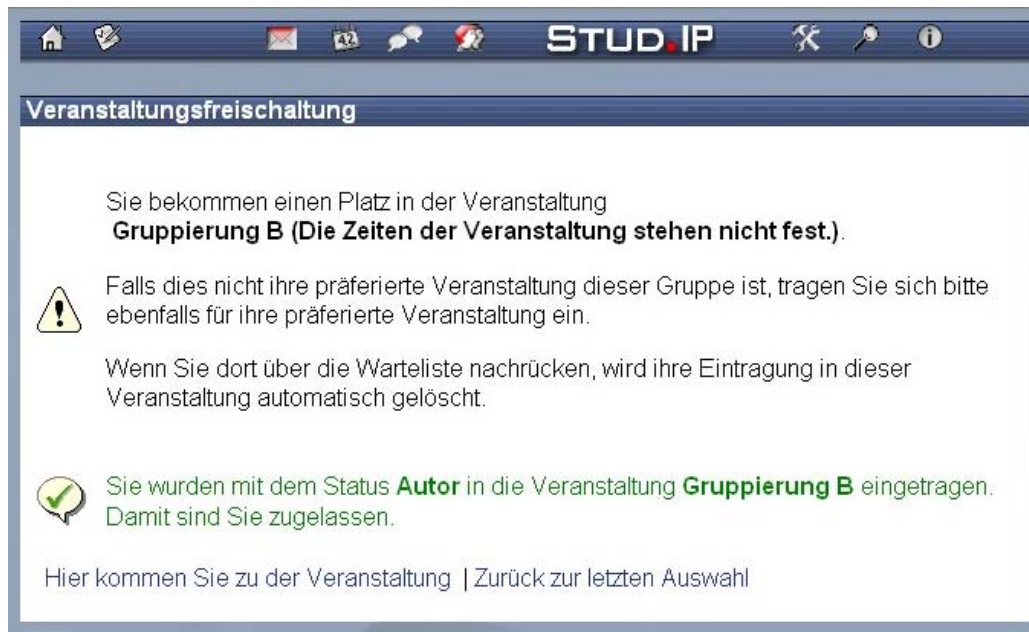 42 STUD.IP
Veranstaltungsfreischaltung
Sie bekommen einen Platz in der Veranstaltung
Gruppierung B (Die Zeiten der Veranstaltung stehen nicht fest.).
Falls dies nicht ihre präferierte Veranstaltung dieser Gruppe ist, tragen Sie sich bitte
ebenfalls für ihre präferierte Veranstaltung ein.
Wenn Sie dort über die Warteliste nachrücken, wird ihre Eintragung in dieser
Veranstaltung automatisch gelöscht.
Sie wurden mit dem Status Autor in die Veranstaltung Gruppierung B eingetragen.
Damit sind Sie zugelassen.
Hier kommen Sie zu der Veranstaltung | Zurück zur letzten Auswahl